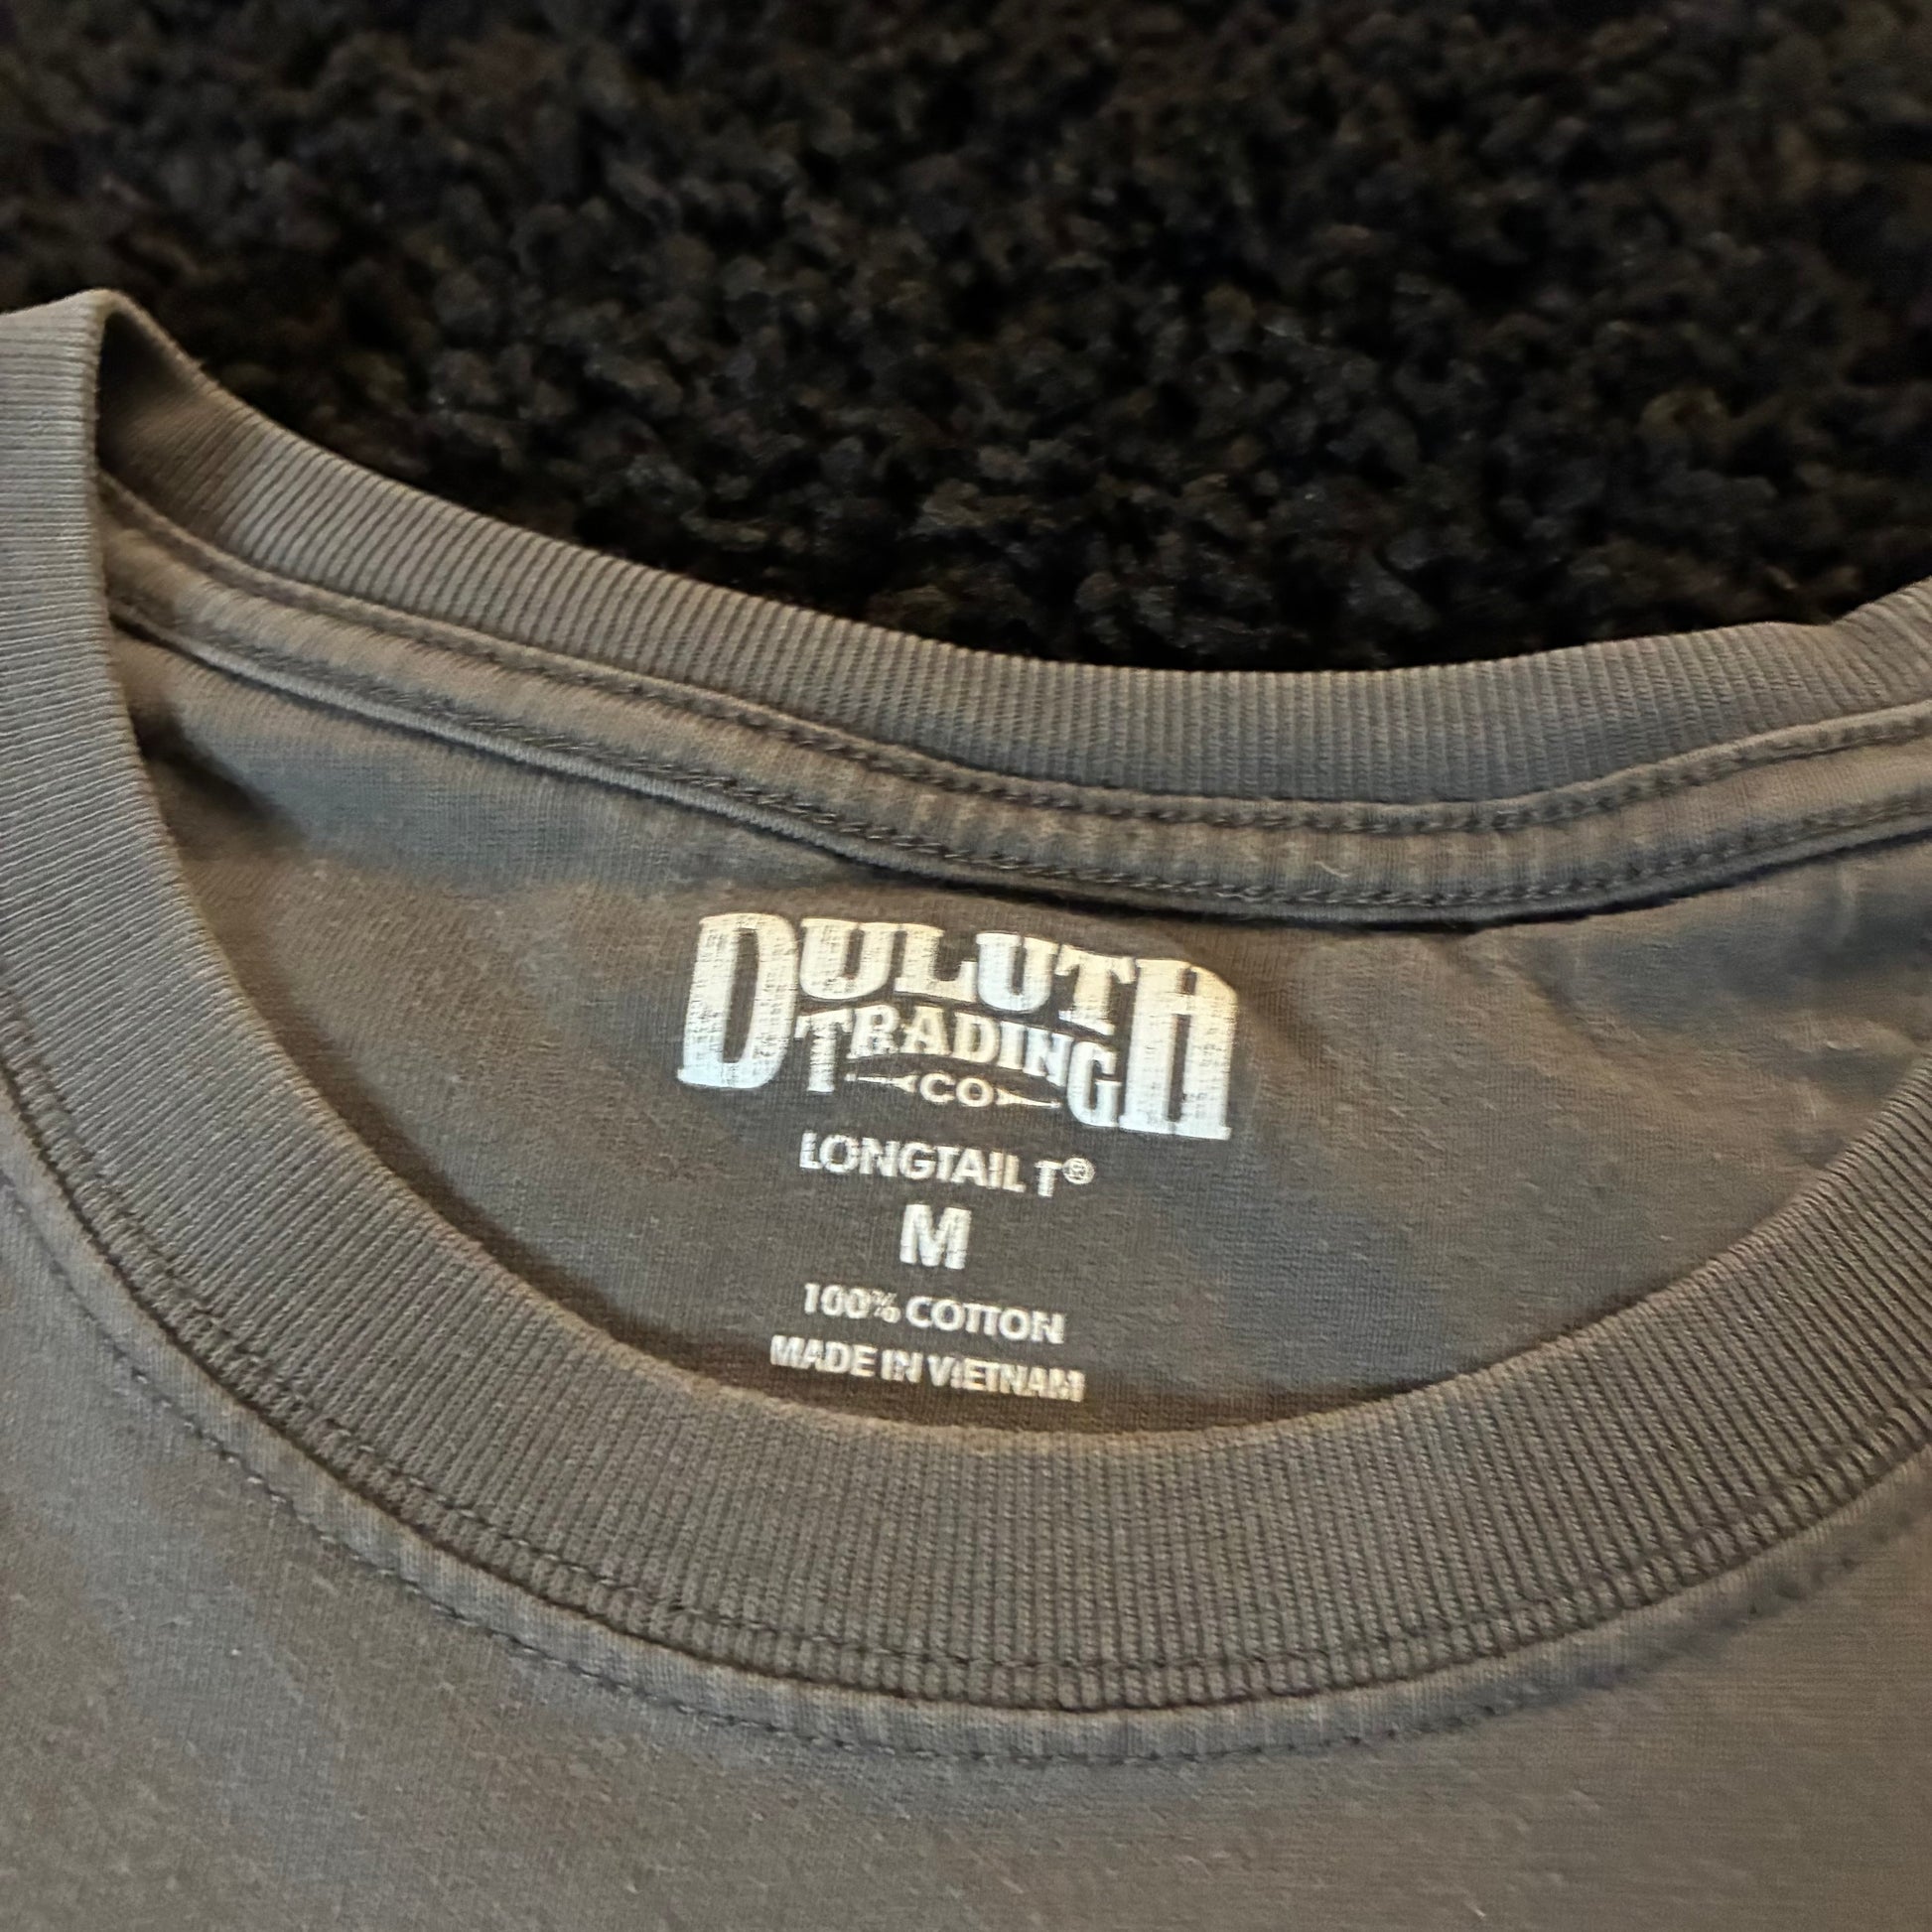 DULUTH
TRADING
CO
LONGTAIL T®
M
100% COTTON
MADE IN VIETNAM